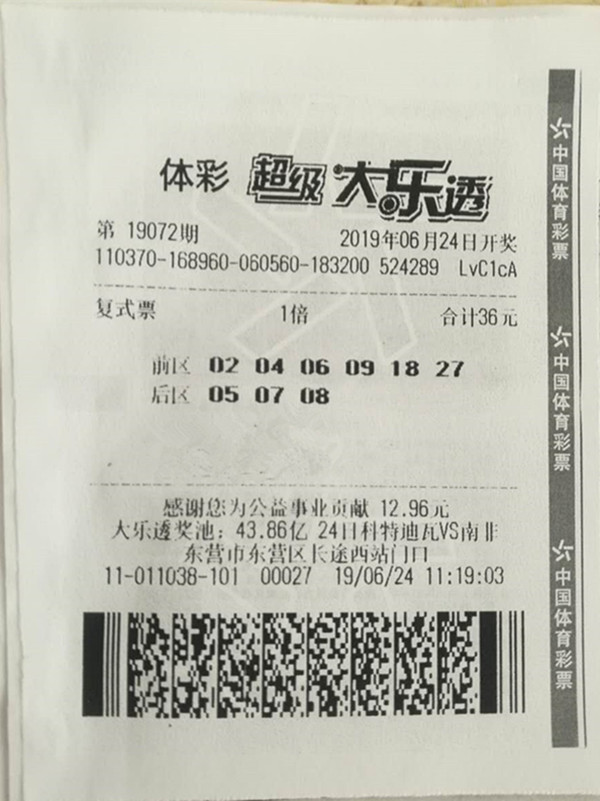 体彩 超级大乐透
第 19072期 2019年06月24日开奖
110370-168960-060560-183200 524289 LvC1cA
复式票 1倍 合计36元
前区 02 04 06 09 18 27
后区 05 07 08
感谢您为公益事业贡献 12.96元
大乐透奖池：43.86亿 24日科特迪瓦VS南非
东营市东营区长途西站门口
11-011038-101 00027 19/06/24 11:19:03
中国体育彩票
中国体育彩票
中国体育彩票